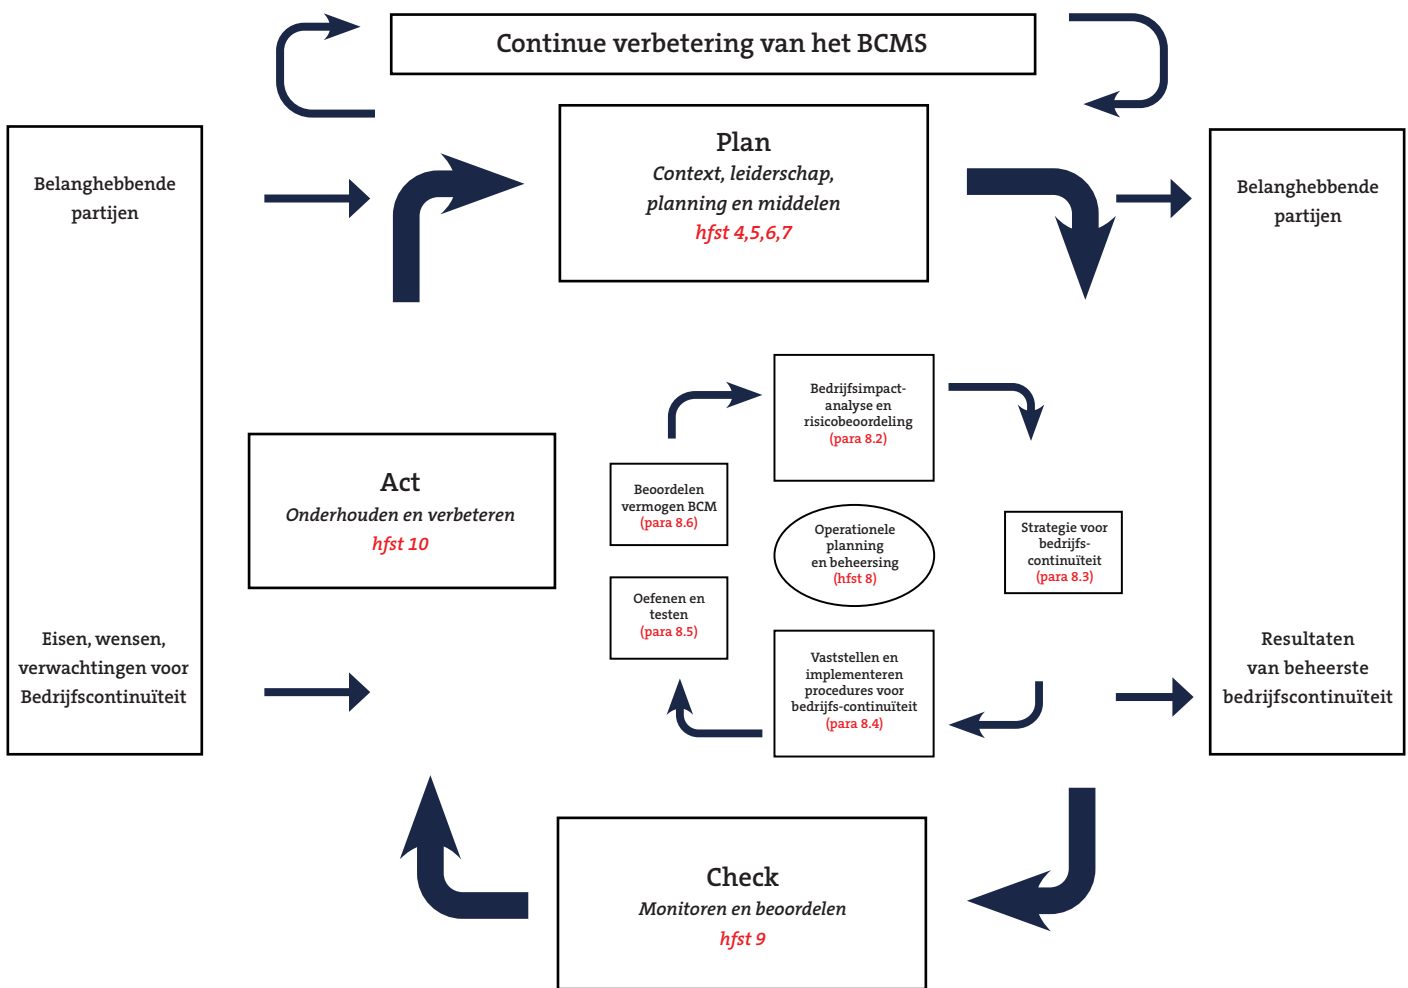 Continue verbetering van het BCMS
Belanghebbende
partijen
Eisen, wensen,
verwachtingen voor
Bedrijfscontinuïteit
Plan
Context, leiderschap,
planning en middelen
hfst 4,5,6,7
Act
Onderhouden en verbeteren
hfst 10
Bedrijfsimpact-
analyse en
risicobeoordeling
(para 8.2)
Beoordelen
vermogen BCM
(para 8.6)
Operationele
planning
en beheersing
(hfst 8)
Strategie voor
bedrijfs-
continuïteit
(para 8.3)
Oefenen en
testen
(para 8.5)
Vaststellen en
implementeren
procedures voor
bedrijfs-continuïteit
(para 8.4)
Check
Monitoren en beoordelen
hfst 9
Belanghebbende
partijen
Resultaten
van beheerste
bedrijfscontinuïteit